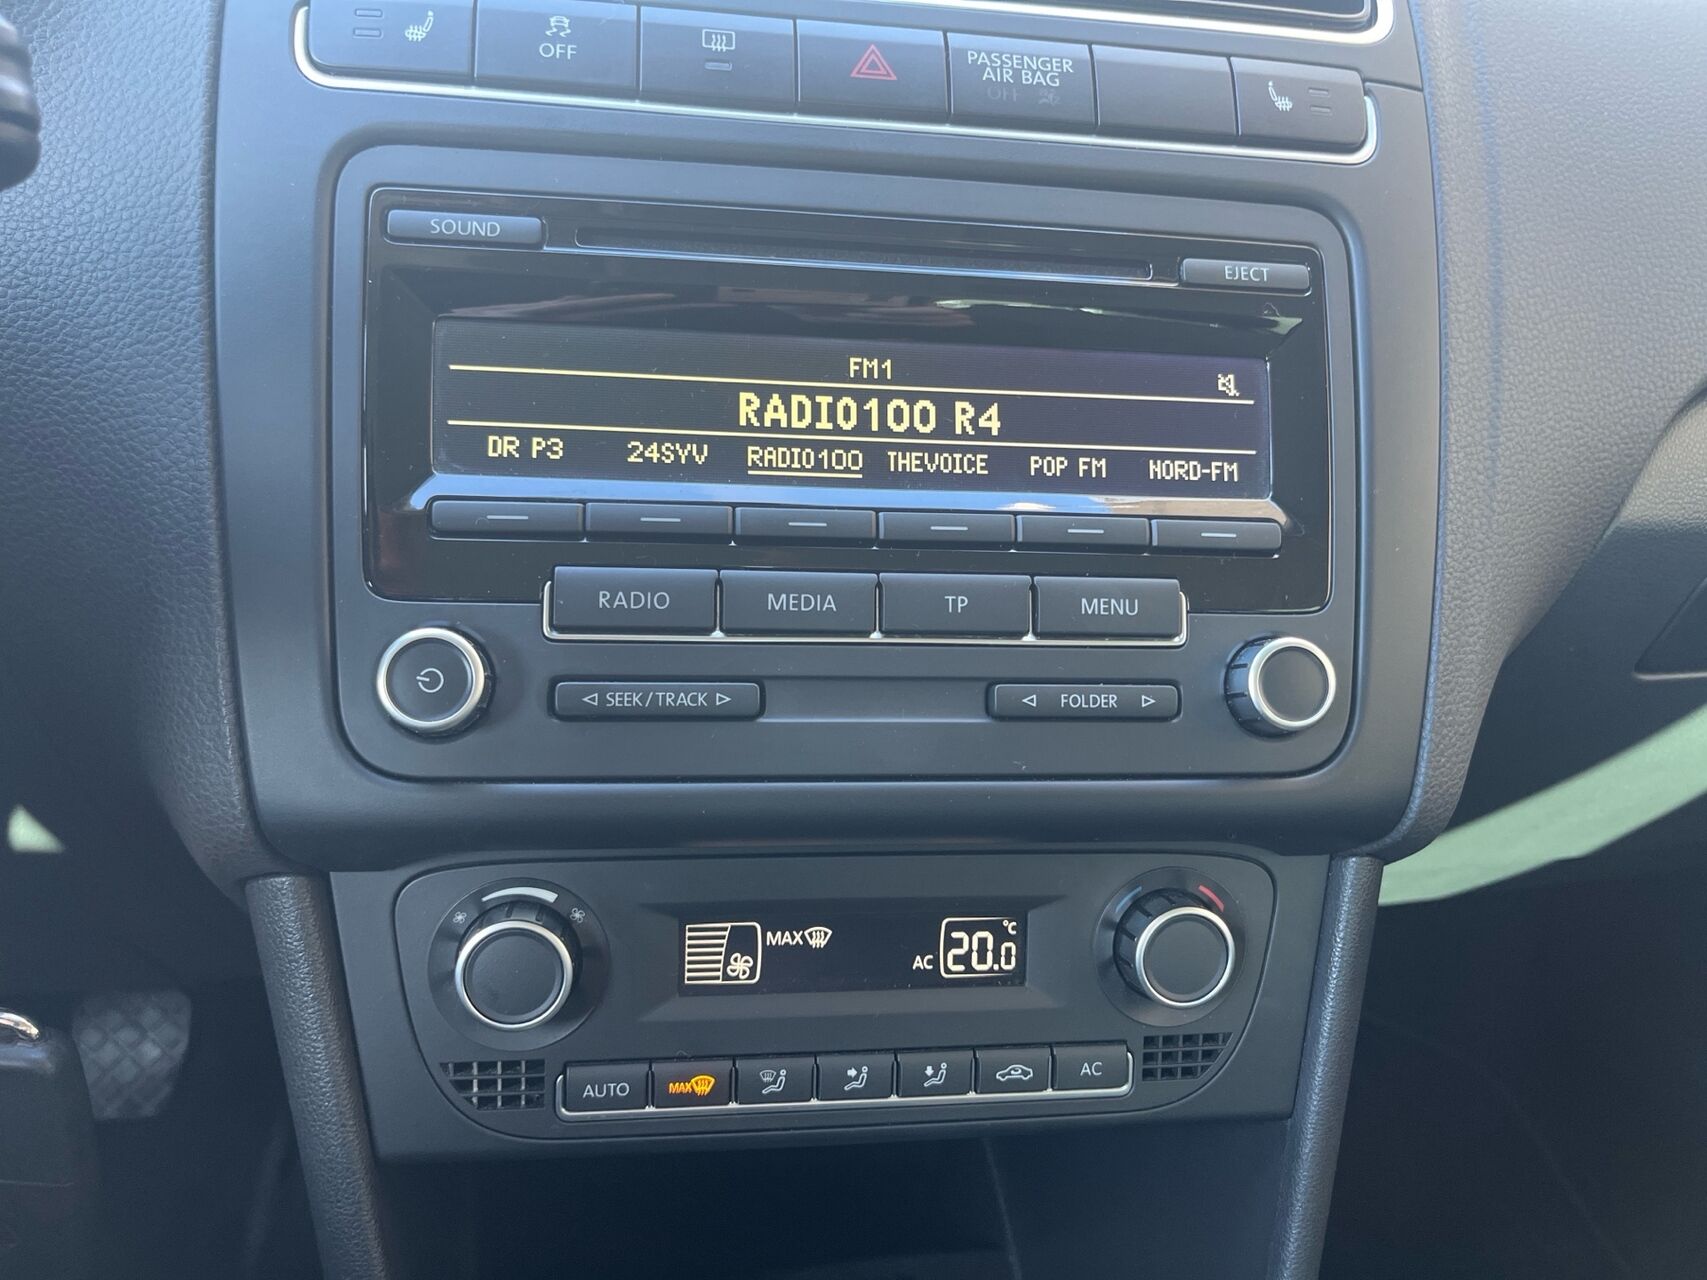 OFF
PASSENGER
AIR BAG
OFF
SOUND
EJECT
FM1
RADIO100 R4
DR P3 24SYV RADIO100 THEVOICE POP FM NORD-FM
RADIO MEDIA TP MENU
SEEK/TRACK FOLDER
MAX
AC 20.0 °C
AUTO MAX AC